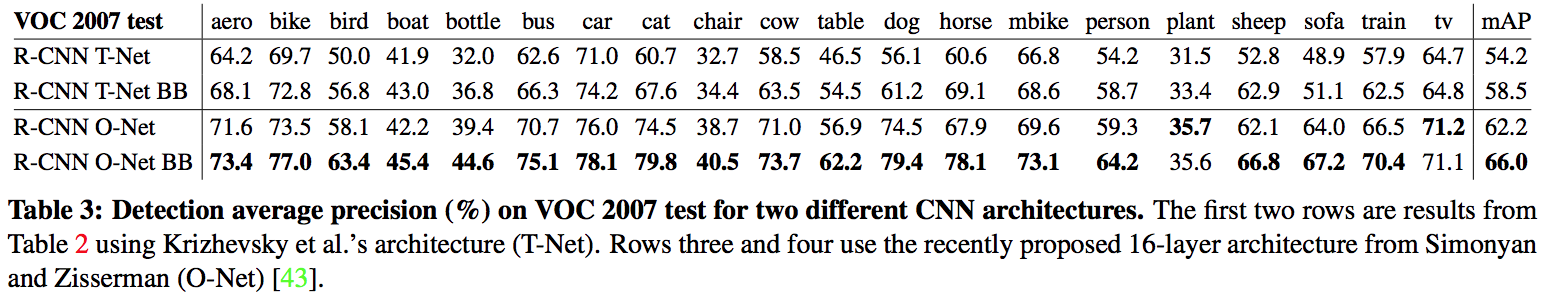 VOC 2007 test aero bike bird boat bottle bus car cat chair cow table dog horse mbike person plant sheep sofa train tv mAP
R-CNN T-Net 64.2 69.7 50.0 41.9 32.0 62.6 71.0 60.7 32.7 58.5 46.5 56.1 60.6 66.8 54.2 31.5 52.8 48.9 57.9 64.7 54.2
R-CNN T-Net BB 68.1 72.8 56.8 43.0 36.8 66.3 74.2 67.6 34.4 63.5 54.5 61.2 69.1 68.6 58.7 33.4 62.9 51.1 62.5 64.8 58.5
R-CNN O-Net 71.6 73.5 58.1 42.2 39.4 70.7 76.0 74.5 38.7 71.0 56.9 74.5 67.9 69.6 59.3 35.7 62.1 64.0 66.5 71.2 62.2
R-CNN O-Net BB 73.4 77.0 63.4 45.4 44.6 75.1 78.1 79.8 40.5 73.7 62.2 79.4 78.1 73.1 64.2 35.6 66.8 67.2 70.4 71.1 66.0
Table 3: Detection average precision (%) on VOC 2007 test for two different CNN architectures. The first two rows are results from
Table 2 using Krizhevsky et al.'s architecture (T-Net). Rows three and four use the recently proposed 16-layer architecture from Simonyan
and Zisserman (O-Net) [43].